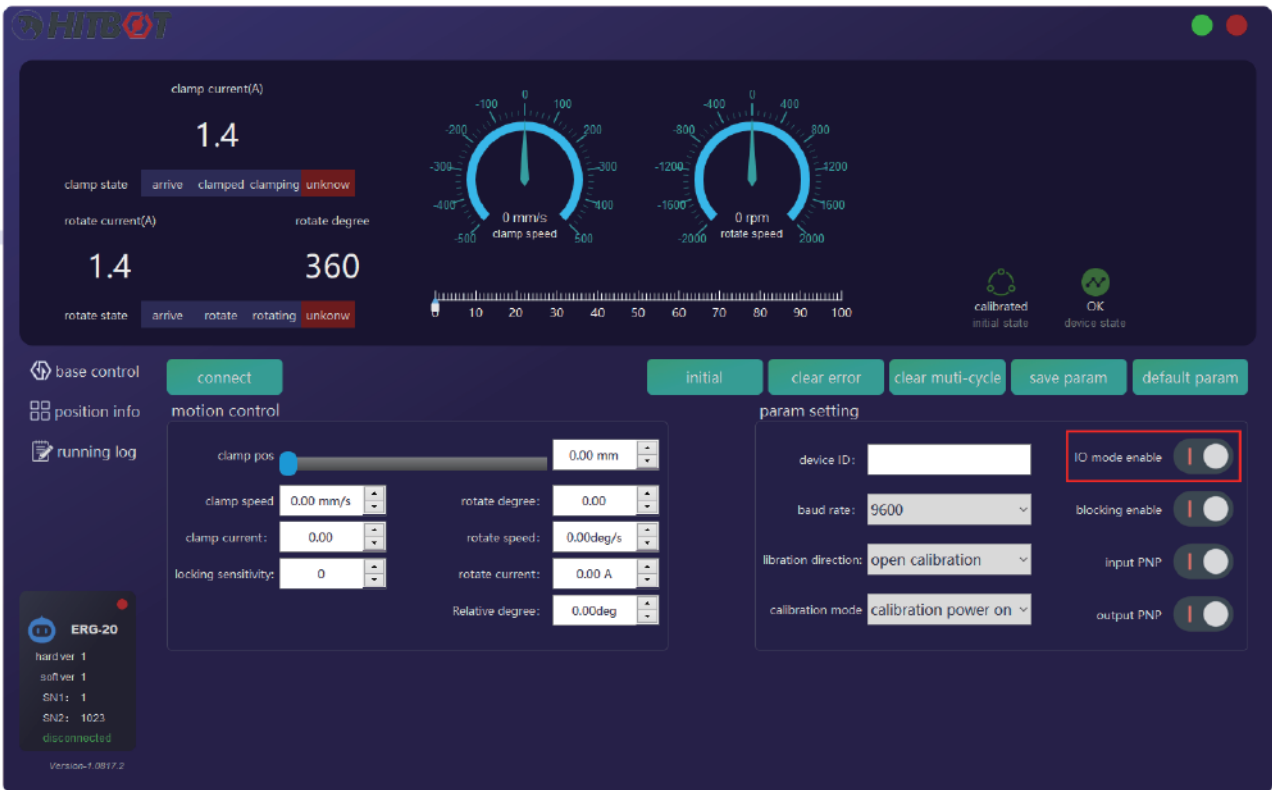 HITBOT
clamp current(A)
1.4
clamp state arrive clamped clamping unknow
rotate current(A) rotate degree
1.4 360
rotate state arrive rotate rotating unkonw
-500 -400 -300 -200 -100 0 100 200 300 400 500
0 mm/s
clamp speed
-2000 -1600 -1200 -800 -400 0 400 800 1200 1600 2000
0 rpm
rotate speed
0 10 20 30 40 50 60 70 80 90 100
calibrated OK
initial state device state
base control
position info
running log
connect initial clear error clear muti-cycle save param default param
motion control
clamp pos 0.00 mm
clamp speed 0.00 mm/s rotate degree: 0.00
clamp current: 0.00 rotate speed: 0.00deg/s
locking sensitivity: 0 rotate current: 0.00 A
Relative degree: 0.00deg
param setting
device ID: IO mode enable
baud rate: 9600 blocking enable
libration direction: open calibration input PNP
calibration mode calibration power on output PNP
ERG-20
hard ver 1
soft ver 1
SN1: 1
SN2: 1023
disconnected
Version-1.0817.2